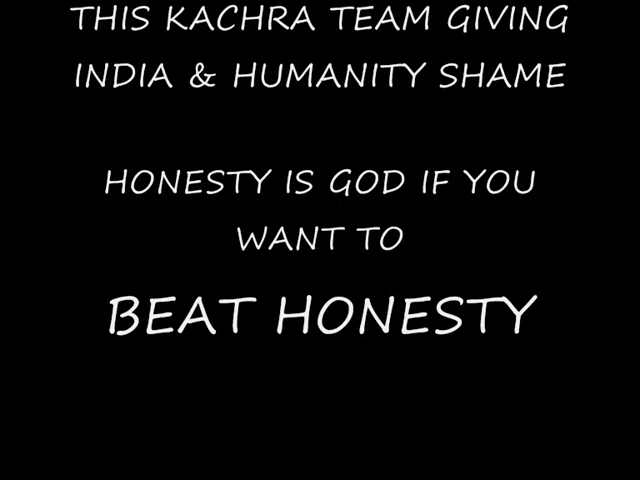 THIS KACHRA TEAM GIVING
INDIA & HUMANITY SHAME
HONESTY IS GOD IF YOU
WANT TO
BEAT HONESTY